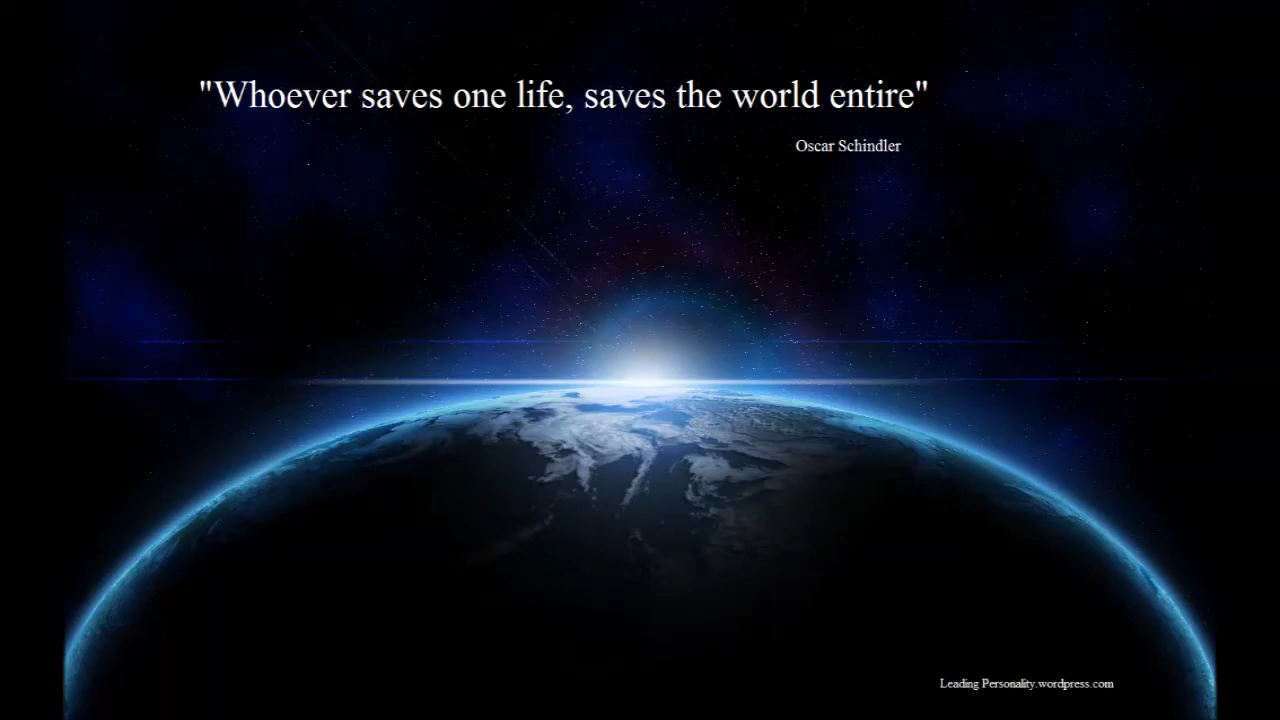 "Whoever saves one life, saves the world entire"
Oscar Schindler
Leading Personality.wordpress.com